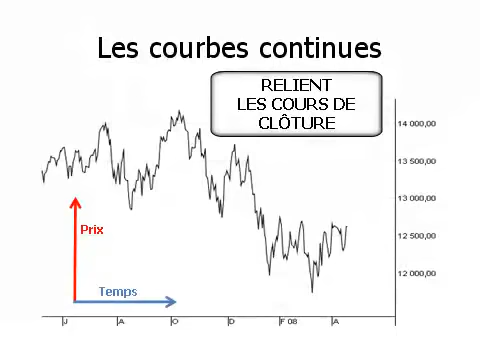 Les courbes continues
RELIENT
LES COURS DE
CLÔTURE
14 000,00
13 500,00
13 000,00
12 500,00
12 000,00
Prix
Temps
J
A
O
D
F 08
A